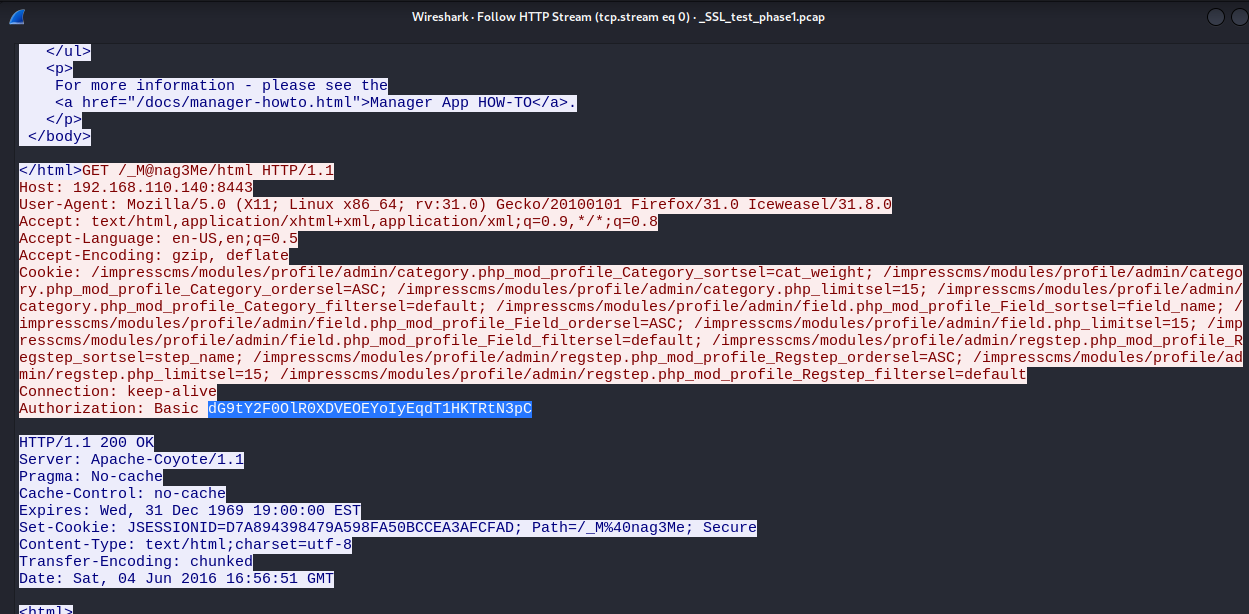 Wireshark · Follow HTTP Stream (tcp.stream eq 0) · _SSL_test_phase1.pcap
</ul>
<p>
For more information - please see the
<a href="/docs/manager-howto.html">Manager App HOW-TO</a>.
</p>
</body>
</html>GET /_M@nag3Me/html HTTP/1.1
Host: 192.168.110.140:8443
User-Agent: Mozilla/5.0 (X11; Linux x86_64; rv:31.0) Gecko/20100101 Firefox/31.0 Iceweasel/31.8.0
Accept: text/html,application/xhtml+xml,application/xml;q=0.9,*/*;q=0.8
Accept-Language: en-US,en;q=0.5
Accept-Encoding: gzip, deflate
Cookie: /impresscms/modules/profile/admin/category.php_mod_profile_Category_sortsel=cat_weight; /impresscms/modules/profile/admin/catego
ry.php_mod_profile_Category_ordersel=ASC; /impresscms/modules/profile/admin/category.php_limitsel=15; /impresscms/modules/profile/admin/
category.php_mod_profile_Category_filtersel=default; /impresscms/modules/profile/admin/field.php_mod_profile_Field_sortsel=field_name; /
impresscms/modules/profile/admin/field.php_mod_profile_Field_ordersel=ASC; /impresscms/modules/profile/admin/field.php_limitsel=15; /imp
resscms/modules/profile/admin/field.php_mod_profile_Field_filtersel=default; /impresscms/modules/profile/admin/regstep.php_mod_profile_R
egstep_sortsel=step_name; /impresscms/modules/profile/admin/regstep.php_mod_profile_Regstep_ordersel=ASC; /impresscms/modules/profile/ad
min/regstep.php_limitsel=15; /impresscms/modules/profile/admin/regstep.php_mod_profile_Regstep_filtersel=default
Connection: keep-alive
Authorization: Basic dG9tY2F0OlR0XDVEOEYoIyEqdT1HKTRtN3pC
HTTP/1.1 200 OK
Server: Apache-Coyote/1.1
Pragma: No-cache
Cache-Control: no-cache
Expires: Wed, 31 Dec 1969 19:00:00 EST
Set-Cookie: JSESSIONID=D7A894398479A598FA50BCCEA3AFCFAD; Path=/_M%40nag3Me; Secure
Content-Type: text/html;charset=utf-8
Transfer-Encoding: chunked
Date: Sat, 04 Jun 2016 16:56:51 GMT
<html>